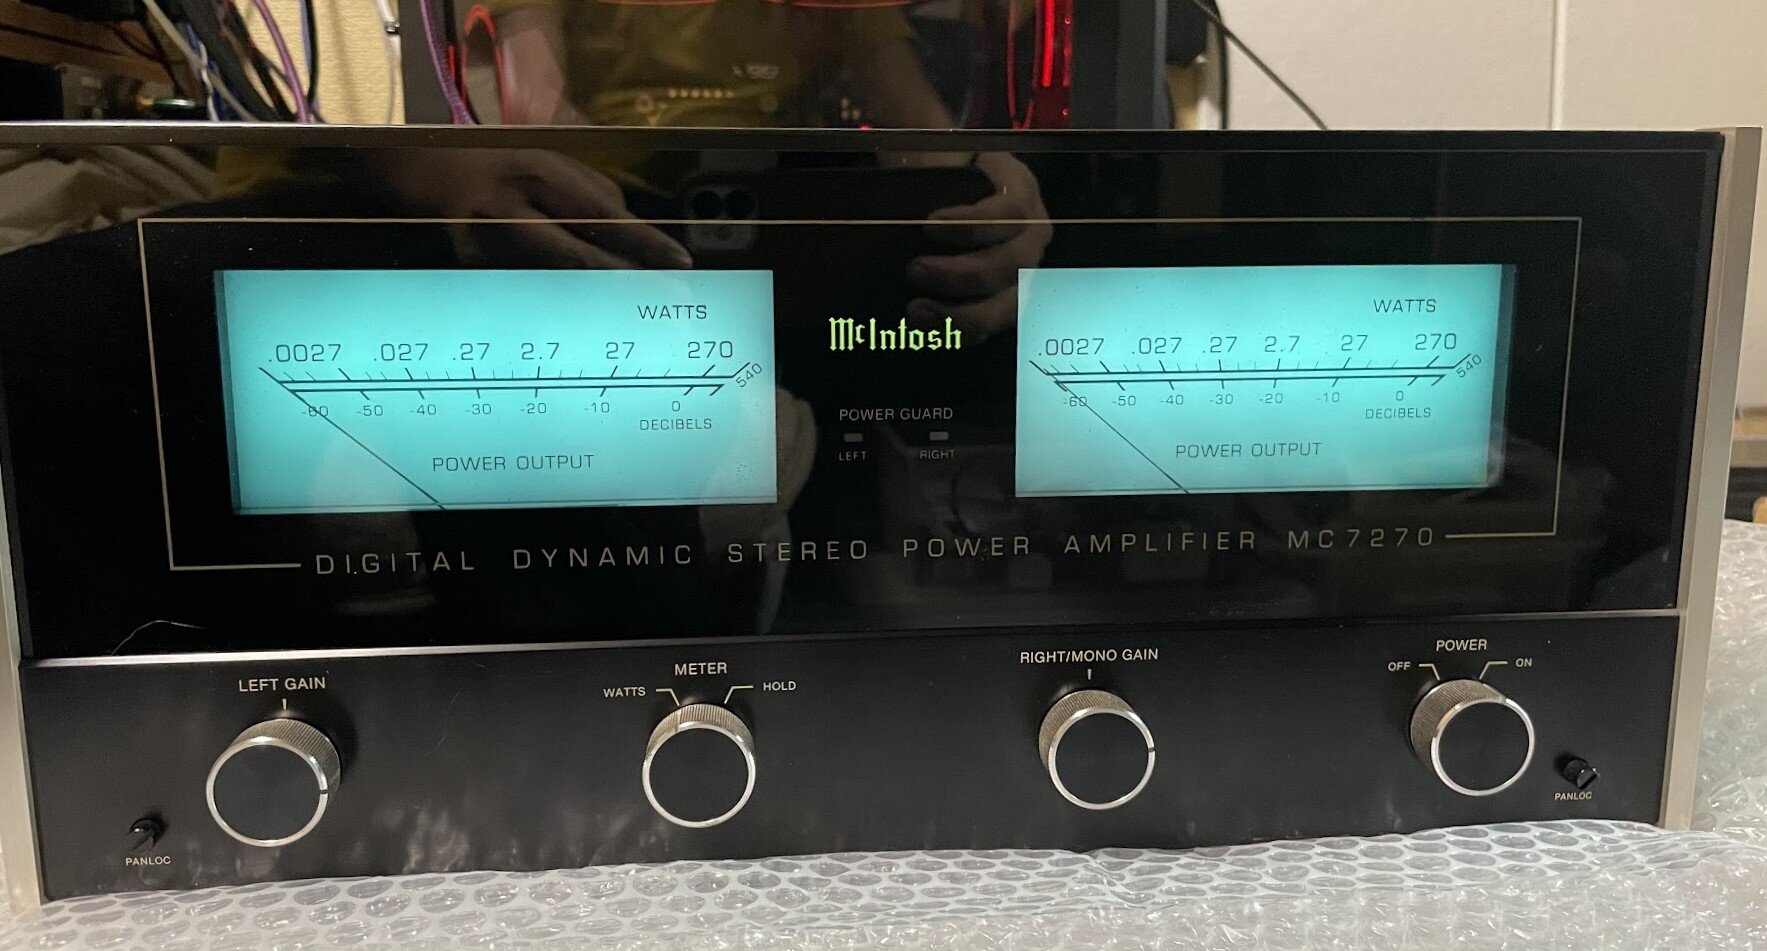 WATTS
.0027 .027 .27 2.7 27 270
540
-60 -50 -40 -30 -20 -10 0
DECIBELS
POWER OUTPUT
McIntosh
POWER GUARD
LEFT RIGHT
WATTS
.0027 .027 .27 2.7 27 270
540
-60 -50 -40 -30 -20 -10 0
DECIBELS
POWER OUTPUT
DIGITAL DYNAMIC STEREO POWER AMPLIFIER MC7270
LEFT GAIN
METER
WATTS HOLD
RIGHT/MONO GAIN
POWER
OFF ON
PANLOC
PANLOC